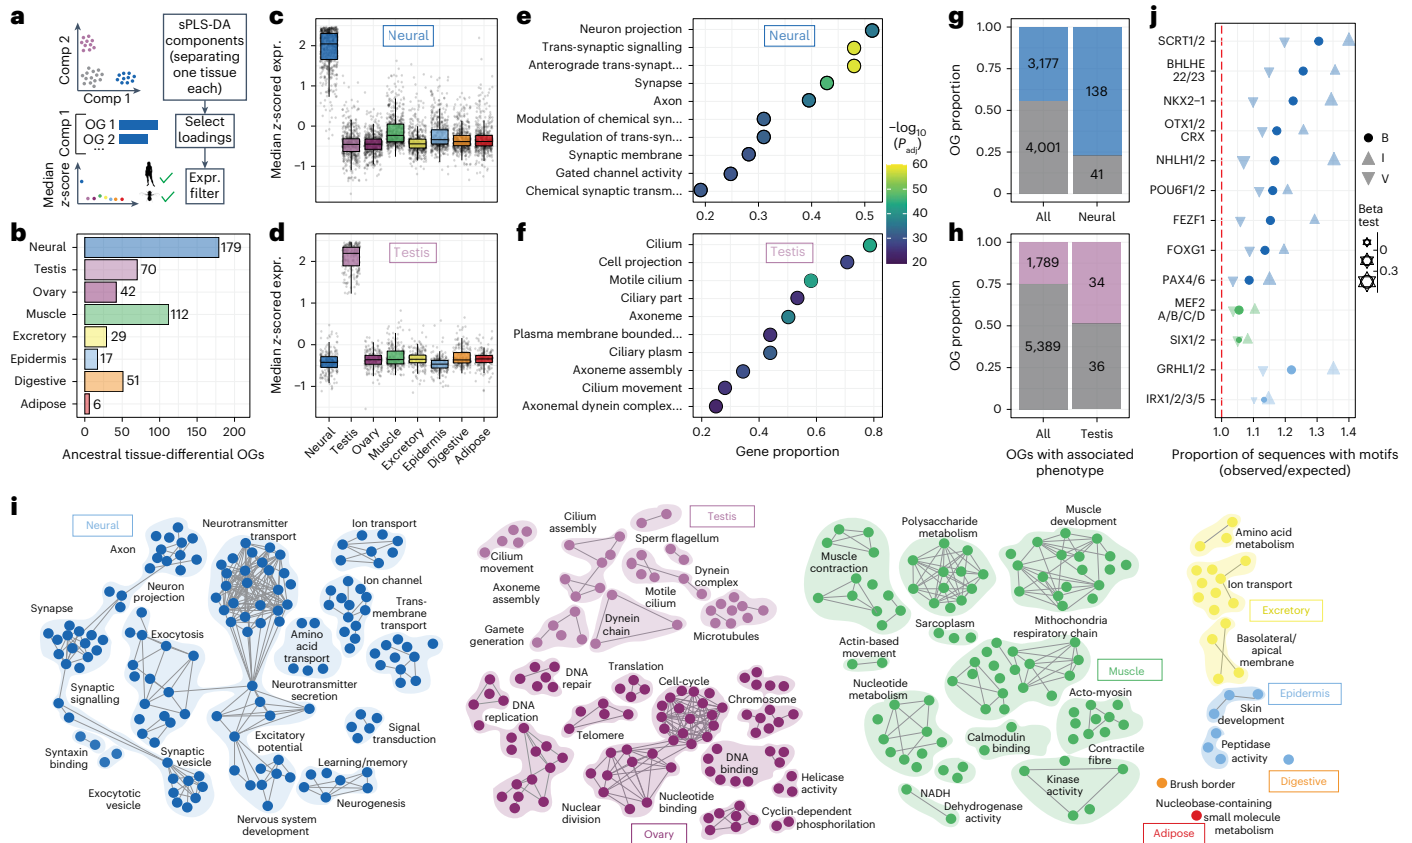 a
Comp 2
Comp 1
sPLS-DA
components
(separating
one tissue
each)
Comp 1
OG 1
OG 2
...
Select
loadings
Median
z-score
Expr.
filter
b
Neural
Testis
Ovary
Muscle
Excretory
Epidermis
Digestive
Adipose
179
70
42
112
29
17
51
6
0
50
100
150
200
Ancestral tissue-differential OGs
c
Neural
Median z-scored expr.
2
1
0
−1
d
Testis
Median z-scored expr.
2
1
0
−1
Neural
Testis
Ovary
Muscle
Excretory
Epidermis
Digestive
Adipose
e
Neural
Neuron projection
Trans-synaptic signalling
Anterograde trans-synapt...
Synapse
Axon
Modulation of chemical syn...
Regulation of trans-syn...
Synaptic membrane
Gated channel activity
Chemical synaptic transm...
0.2
0.3
0.4
0.5
−log10
(Padj)
60
50
40
30
20
f
Testis
Cilium
Cell projection
Motile cilium
Ciliary part
Axoneme
Plasma membrane bounded...
Ciliary plasm
Axoneme assembly
Cilium movement
Axonemal dynein complex...
0.2
0.4
0.6
0.8
Gene proportion
g
OG proportion
1.00
0.75
0.50
0.25
0
3,177
4,001
138
41
All
Neural
h
OG proportion
1.00
0.75
0.50
0.25
0
1,789
5,389
34
36
All
Testis
OGs with associated
phenotype
j
SCRT1/2
BHLHE
22/23
NKX2−1
OTX1/2
CRX
NHLH1/2
POU6F1/2
FEZF1
FOXG1
PAX4/6
MEF2
A/B/C/D
SIX1/2
GRHL1/2
IRX1/2/3/5
1.0
1.1
1.2
1.3
1.4
Proportion of sequences with motifs
(observed/expected)
B
I
V
Beta
test
0
0.3
i
Neural
Axon
Neurotransmitter
transport
Ion transport
Neuron
projection
Ion channel
Trans-
membrane
transport
Synapse
Exocytosis
Amino
acid
transport
Synaptic
signalling
Neurotransmitter
secretion
Signal
transduction
Syntaxin
binding
Synaptic
vesicle
Excitatory
potential
Learning/memory
Exocytotic
vesicle
Neurogenesis
Nervous system
development
Testis
Cilium
assembly
Sperm flagellum
Cilium
movement
Dynein
complex
Axoneme
assembly
Motile
cilium
Gamete
generation
Dynein
chain
Microtubules
DNA
repair
Translation
Cell-cycle
Chromosome
DNA
replication
Telomere
DNA
binding
Helicase
activity
Nuclear
division
Nucleotide
binding
Cyclin-dependent
phosphorilation
Ovary
Muscle
development
Polysaccharide
metabolism
Muscle
contraction
Sarcoplasm
Mithochondria
respiratory chain
Actin-based
movement
Muscle
Nucleotide
metabolism
Acto-myosin
Calmodulin
binding
Contractile
fibre
Kinase
activity
NADH
Dehydrogenase
activity
Amino acid
metabolism
Ion transport
Excretory
Basolateral/
apical
membrane
Epidermis
Skin
development
Peptidase
activity
Digestive
Brush border
Nucleobase-containing
small molecule
metabolism
Adipose